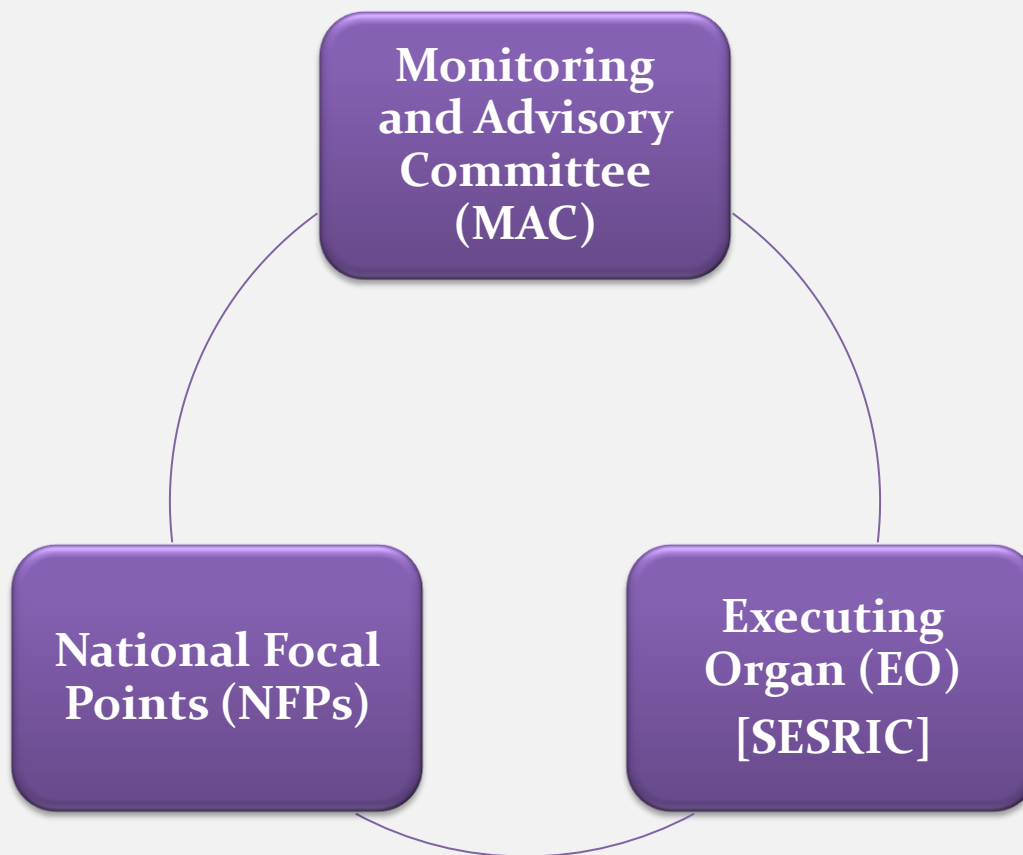 Monitoring
and Advisory
Committee
(MAC)
National Focal
Points (NFPs)
Executing
Organ (EO)
[SESRIC]